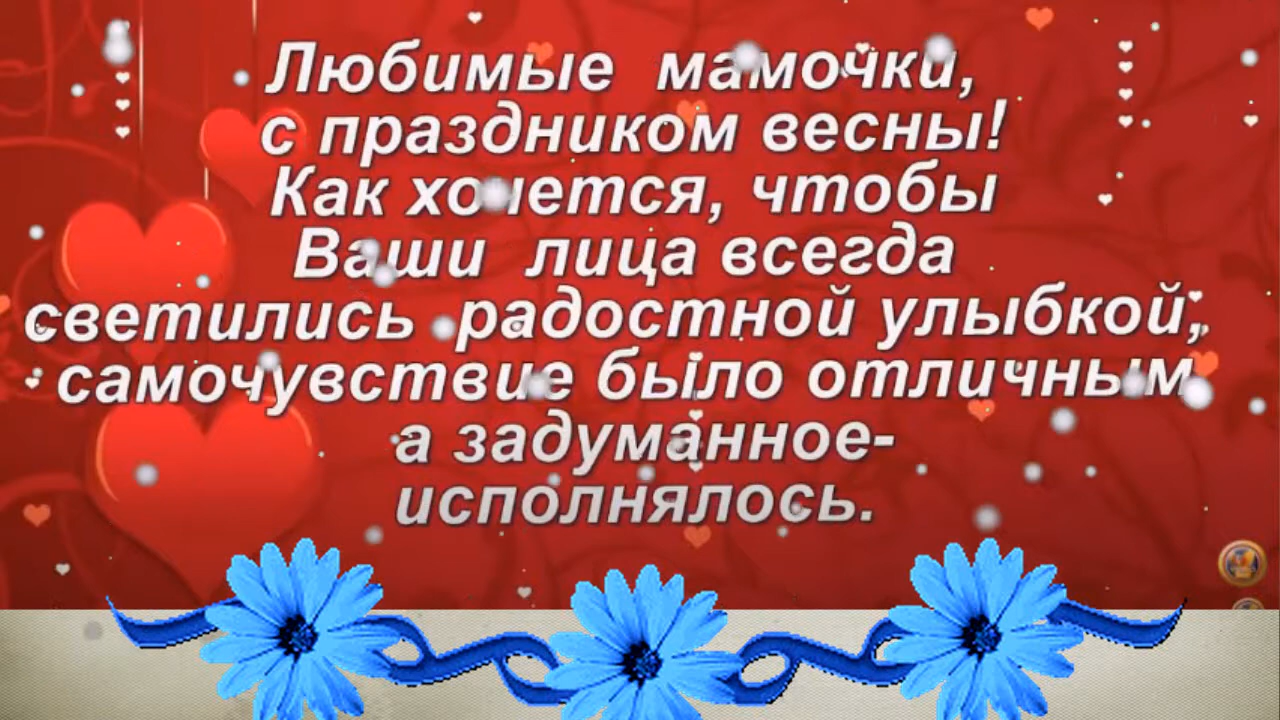 Любимые мамочки,
с праздником весны!
Как хочется, чтобы
Ваши лица всегда
светились радостной улыбкой,
самочувствие было отличным
а задуманное-
исполнялось.